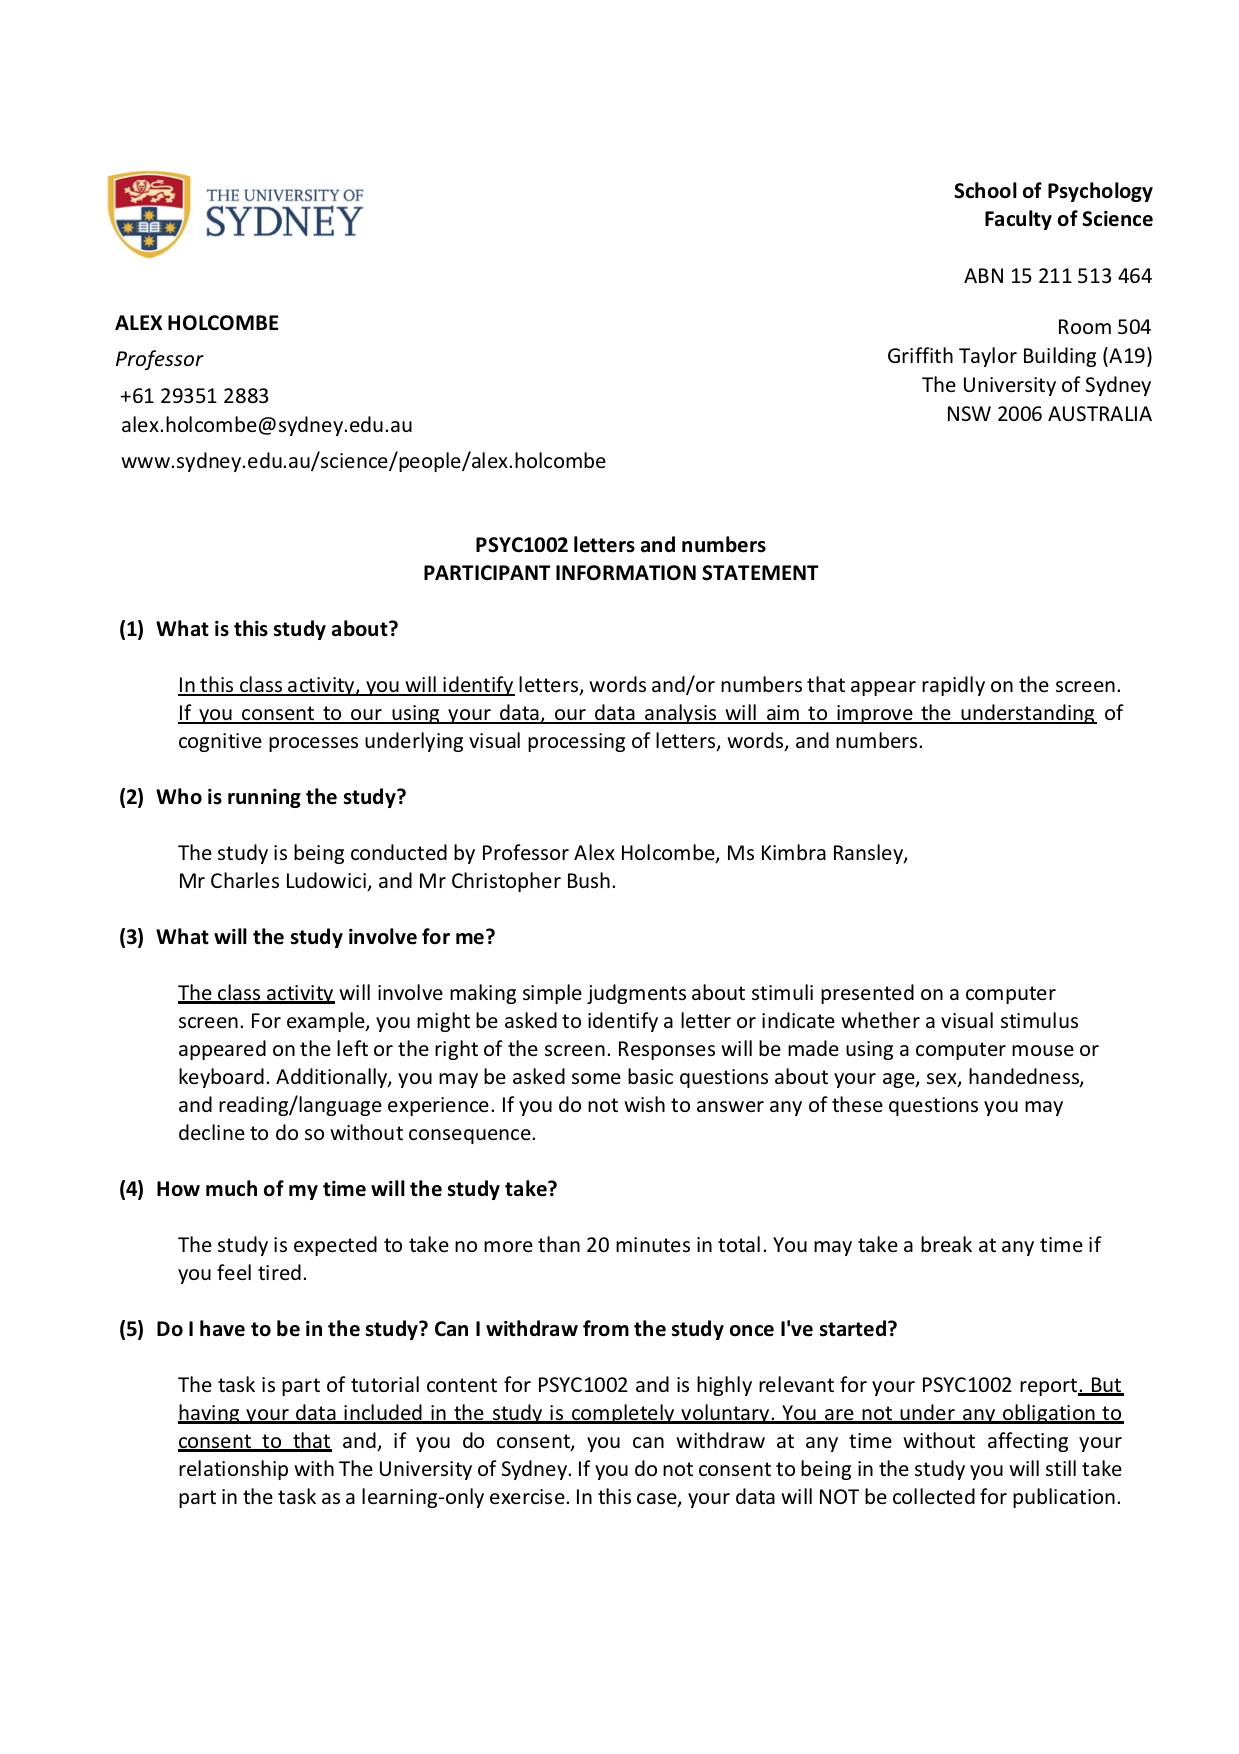 THE UNIVERSITY OF
SYDNEY
School of Psychology
Faculty of Science
ABN 15 211 513 464
ALEX HOLCOMBE
Professor
+61 29351 2883
alex.holcombe@sydney.edu.au
www.sydney.edu.au/science/people/alex.holcombe
Room 504
Griffith Taylor Building (A19)
The University of Sydney
NSW 2006 AUSTRALIA
PSYC1002 letters and numbers
PARTICIPANT INFORMATION STATEMENT
(1) What is this study about?
In this class activity, you will identify letters, words and/or numbers that appear rapidly on the screen.
If you consent to our using your data, our data analysis will aim to improve the understanding of
cognitive processes underlying visual processing of letters, words, and numbers.
(2) Who is running the study?
The study is being conducted by Professor Alex Holcombe, Ms Kimbra Ransley,
Mr Charles Ludowici, and Mr Christopher Bush.
(3) What will the study involve for me?
The class activity will involve making simple judgments about stimuli presented on a computer
screen. For example, you might be asked to identify a letter or indicate whether a visual stimulus
appeared on the left or the right of the screen. Responses will be made using a computer mouse or
keyboard. Additionally, you may be asked some basic questions about your age, sex, handedness,
and reading/language experience. If you do not wish to answer any of these questions you may
decline to do so without consequence.
(4) How much of my time will the study take?
The study is expected to take no more than 20 minutes in total. You may take a break at any time if
you feel tired.
(5) Do I have to be in the study? Can I withdraw from the study once I've started?
The task is part of tutorial content for PSYC1002 and is highly relevant for your PSYC1002 report. But
having your data included in the study is completely voluntary. You are not under any obligation to
consent to that and, if you do consent, you can withdraw at any time without affecting your
relationship with The University of Sydney. If you do not consent to being in the study you will still take
part in the task as a learning-only exercise. In this case, your data will NOT be collected for publication.